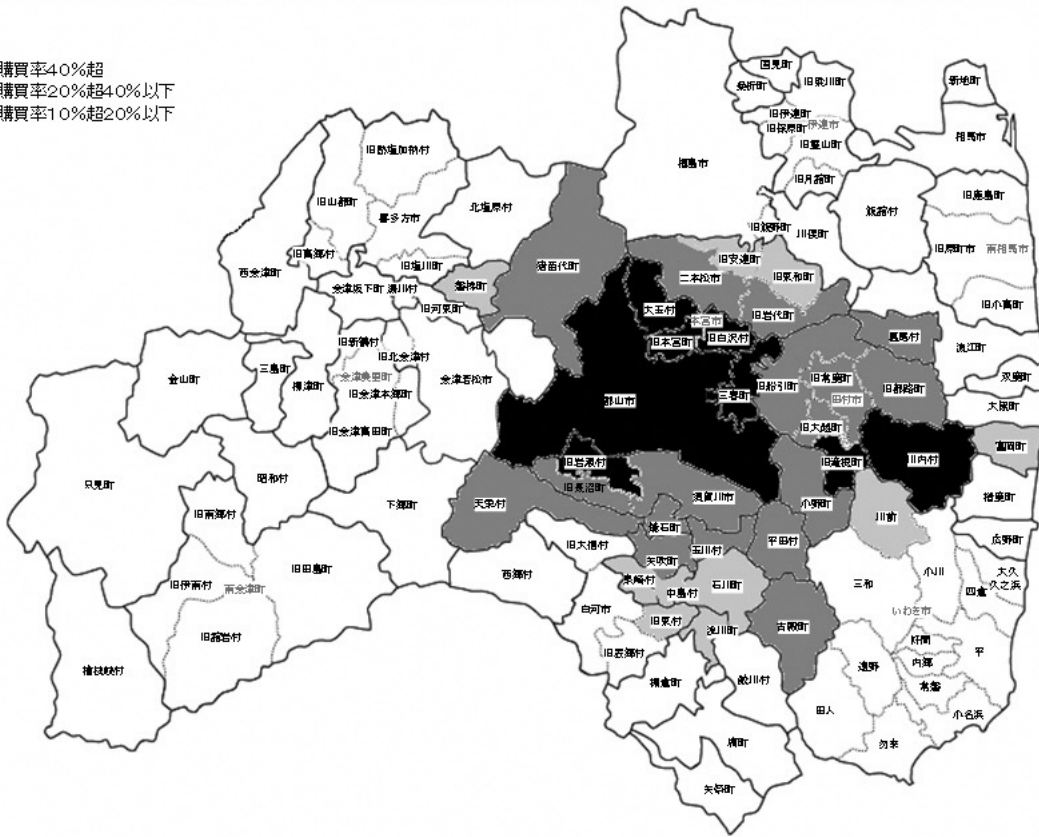 購買率40%超
購買率20%超40%以下
購買率10%超20%以下
国見町
桑折町
旧梁川町
新地町
旧伊達町
旧保原町
伊達市
旧霊山町
相馬市
旧熱塩加納村
福島市
旧月舘町
旧山都町
北塩原村
飯舘村
旧鹿島町
喜多方市
旧飯野町
川俣町
旧高郷村
旧安達町
旧原町市
南相馬市
西会津町
旧塩川町
猪苗代町
二本松市
旧東和町
磐梯町
会津坂下町
湯川村
旧小高町
旧河東町
大玉村
旧岩代町
本宮市
旧新鶴村
旧本宮町
旧白沢村
葛尾村
浪江町
旧北会津村
三島町
金山町
柳津町
会津美里町
会津若松市
双葉町
旧会津本郷町
郡山市
三春町
旧船引町
旧常葉町
旧都路町
田村市
大熊町
旧会津高田町
旧大越町
富岡町
旧岩瀬村
旧滝根町
川内村
只見町
昭和村
旧長沼町
楢葉町
下郷町
天栄村
須賀川市
小野町
旧南郷村
川前
鏡石町
広野町
旧大信村
玉川村
平田村
旧伊南村
旧田島町
矢吹町
西郷村
泉崎村
石川町
三和
小川
大久
久之浜
南会津町
中島村
四倉
白河市
古殿町
いわき市
旧東村
浅川町
旧舘岩村
好間
旧表郷村
遠野
内郷
平
檜枝岐村
棚倉町
鮫川村
常磐
田人
小名浜
塙町
勿来
矢祭町